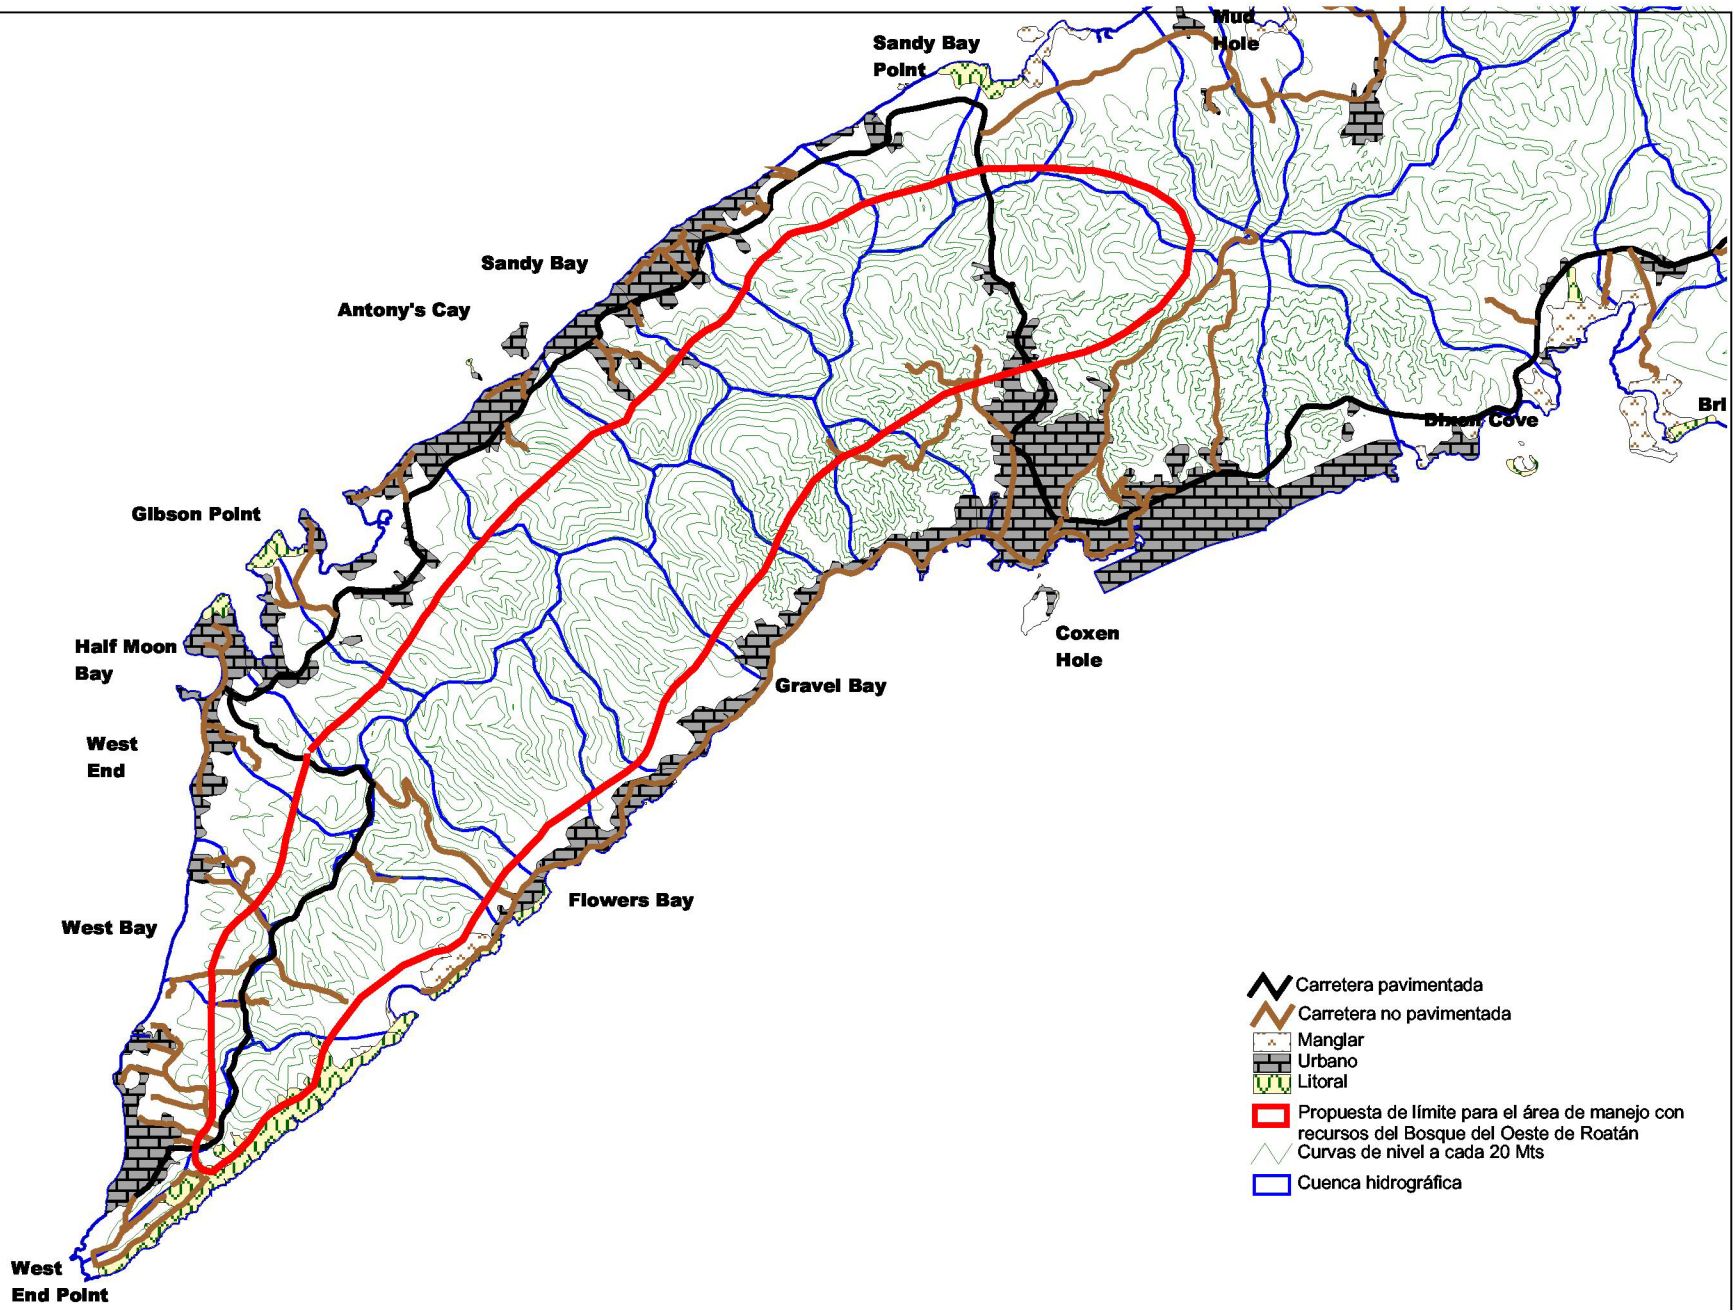 Mud
Hole
Sandy Bay
Point
Sandy Bay
Antony's Cay
Bri
Dixon Cove
Gibson Point
Coxen
Hole
Half Moon
Bay
Gravel Bay
West
End
Flowers Bay
West Bay
Carretera pavimentada
Carretera no pavimentada
Manglar
Urbano
Litoral
Propuesta de límite para el área de manejo con
recursos del Bosque del Oeste de Roatán
Curvas de nivel a cada 20 Mts
Cuenca hidrográfica
West
End Point